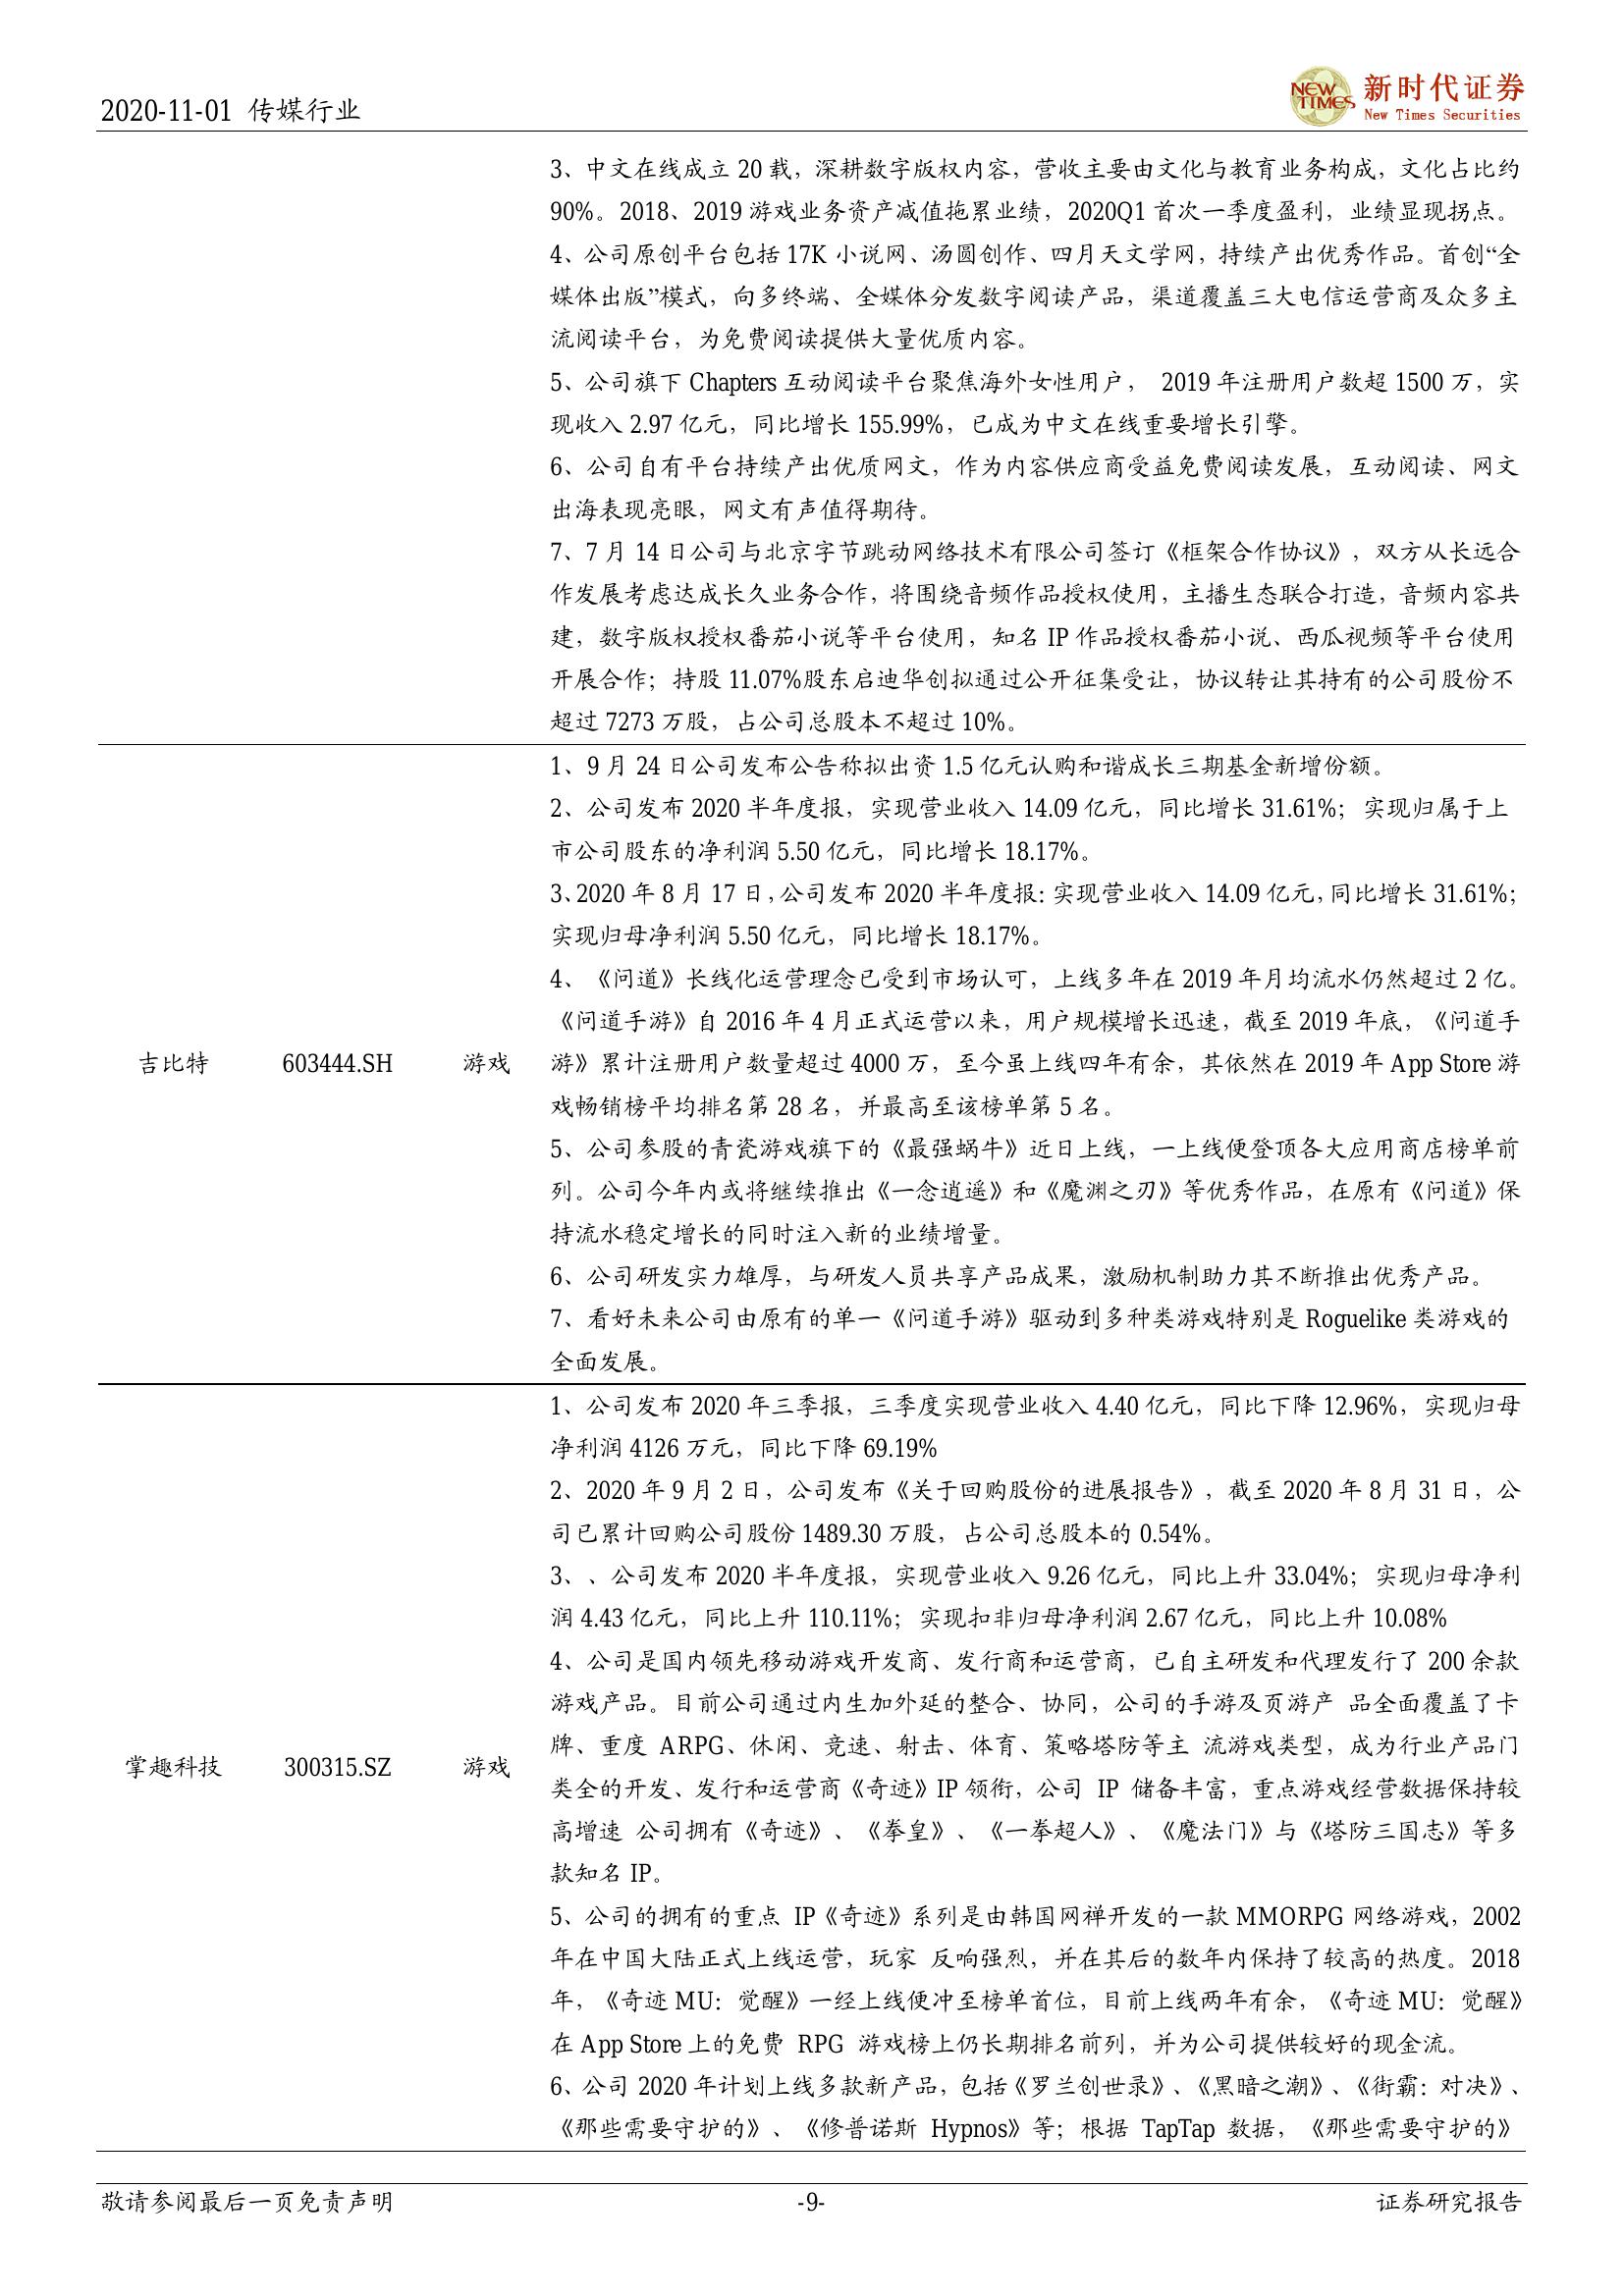 2020-11-01 传媒行业
NEW TIMES
新时代证券
New Times Securities
3、中文在线成立 20 载，深耕数字版权内容，营收主要由文化与教育业务构成，文化占比约
90%。2018、2019 游戏业务资产减值拖累业绩，2020Q1 首次一季度盈利，业绩显现拐点。
4、公司原创平台包括 17K 小说网、汤圆创作、四月天文学网，持续产出优秀作品。首创“全
媒体出版”模式，向多终端、全媒体分发数字阅读产品，渠道覆盖三大电信运营商及众多主
流阅读平台，为免费阅读提供大量优质内容。
5、公司旗下 Chapters 互动阅读平台聚焦海外女性用户， 2019 年注册用户数超 1500 万，实
现收入 2.97 亿元，同比增长 155.99%，已成为中文在线重要增长引擎。
6、公司自有平台持续产出优质网文，作为内容供应商受益免费阅读发展，互动阅读、网文
出海表现亮眼，网文有声值得期待。
7、7 月 14 日公司与北京字节跳动网络技术有限公司签订《框架合作协议》，双方从长远合
作发展考虑达成长久业务合作，将围绕音频作品授权使用，主播生态联合打造，音频内容共
建，数字版权授权番茄小说等平台使用，知名 IP 作品授权番茄小说、西瓜视频等平台使用
开展合作；持股 11.07%股东启迪华创拟通过公开征集受让，协议转让其持有的公司股份不
超过 7273 万股，占公司总股本不超过 10%。
1、9 月 24 日公司发布公告称拟出资 1.5 亿元认购和谐成长三期基金新增份额。
2、公司发布 2020 半年度报，实现营业收入 14.09 亿元，同比增长 31.61%；实现归属于上
市公司股东的净利润 5.50 亿元，同比增长 18.17%。
3、2020 年 8 月 17 日，公司发布 2020 半年度报：实现营业收入 14.09 亿元，同比增长 31.61%；
实现归母净利润 5.50 亿元，同比增长 18.17%。
4、《问道》长线化运营理念已受到市场认可，上线多年在 2019 年月均流水仍然超过 2 亿。
《问道手游》自 2016 年 4 月正式运营以来，用户规模增长迅速，截至 2019 年底，《问道手
吉比特 603444.SH 游戏 游》累计注册用户数量超过 4000 万，至今虽上线四年有余，其依然在 2019 年 App Store 游
戏畅销榜平均排名第 28 名，并最高至该榜单第 5 名。
5、公司参股的青瓷游戏旗下的《最强蜗牛》近日上线，一上线便登顶各大应用商店榜单前
列。公司今年内或将继续推出《一念逍遥》和《魔渊之刃》等优秀作品，在原有《问道》保
持流水稳定增长的同时注入新的业绩增量。
6、公司研发实力雄厚，与研发人员共享产品成果，激励机制助力其不断推出优秀产品。
7、看好未来公司由原有的单一《问道手游》驱动到多种类游戏特别是 Roguelike 类游戏的
全面发展。
1、公司发布 2020 年三季报，三季度实现营业收入 4.40 亿元，同比下降 12.96%，实现归母
净利润 4126 万元，同比下降 69.19%
2、2020 年 9 月 2 日，公司发布《关于回购股份的进展报告》，截至 2020 年 8 月 31 日，公
司已累计回购公司股份 1489.30 万股，占公司总股本的 0.54%。
3、、公司发布 2020 半年度报，实现营业收入 9.26 亿元，同比上升 33.04%；实现归母净利
润 4.43 亿元，同比上升 110.11%；实现扣非归母净利润 2.67 亿元，同比上升 10.08%
4、公司是国内领先移动游戏开发商、发行商和运营商，已自主研发和代理发行了 200 余款
游戏产品。目前公司通过内生加外延的整合、协同，公司的手游及页游产 品全面覆盖了卡
牌、重度 ARPG、休闲、竞速、射击、体育、策略塔防等主 流游戏类型，成为行业产品门
掌趣科技 300315.SZ 游戏
类全的开发、发行和运营商《奇迹》IP 领衔，公司 IP 储备丰富，重点游戏经营数据保持较
高增速 公司拥有《奇迹》、《拳皇》、《一拳超人》、《魔法门》与《塔防三国志》等多
款知名 IP。
5、公司的拥有的重点 IP《奇迹》系列是由韩国网禅开发的一款 MMORPG 网络游戏，2002
年在中国大陆正式上线运营，玩家 反响强烈，并在其后的数年内保持了较高的热度。2018
年，《奇迹 MU：觉醒》一经上线便冲至榜单首位，目前上线两年有余，《奇迹 MU：觉醒》
在 App Store 上的免费 RPG 游戏榜上仍长期排名前列，并为公司提供较好的现金流。
6、公司 2020 年计划上线多款新产品，包括《罗兰创世录》、《黑暗之潮》、《街霸：对决》、
《那些需要守护的》、《修普诺斯 Hypnos》等；根据 TapTap 数据，《那些需要守护的》
敬请参阅最后一页免责声明 -9- 证券研究报告